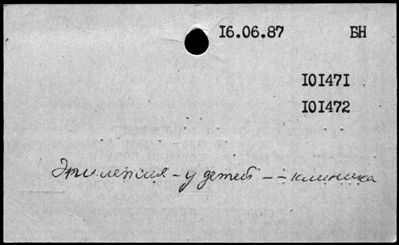 16.06.87 БН
101471
101472
Эпилепсия - у детей -- клиника